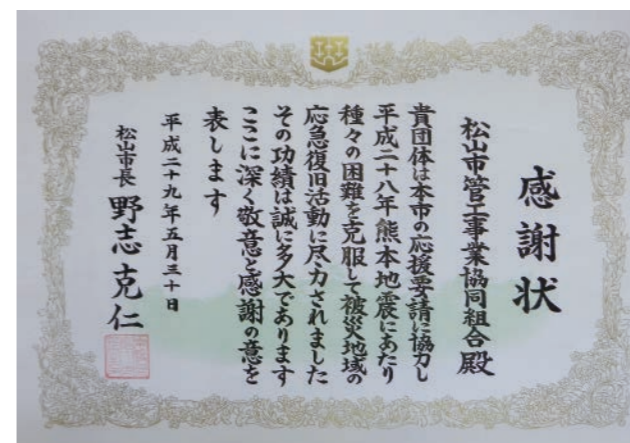 感謝状
松山市管工事業協同組合殿
貴団体は本市の応援要請に協力し
平成二十八年熊本地震にあたり
種々の困難を克服して被災地域の
応急復旧活動に尽力されました
その功績は誠に多大であります
ここに深く敬意と感謝の意を
表します
平成二十九年五月三十日
松山市長 野志克仁